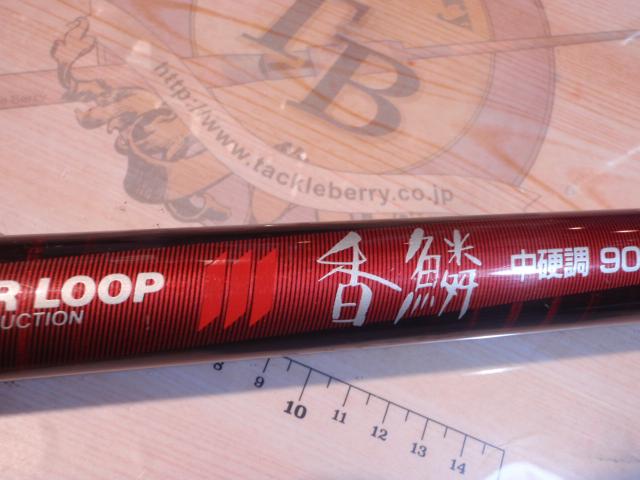 TB
http://www.tackleberry.co.jp
R LOOP
UCTION
香鱗 中硬調 90
8 9 10 11 12 13 14